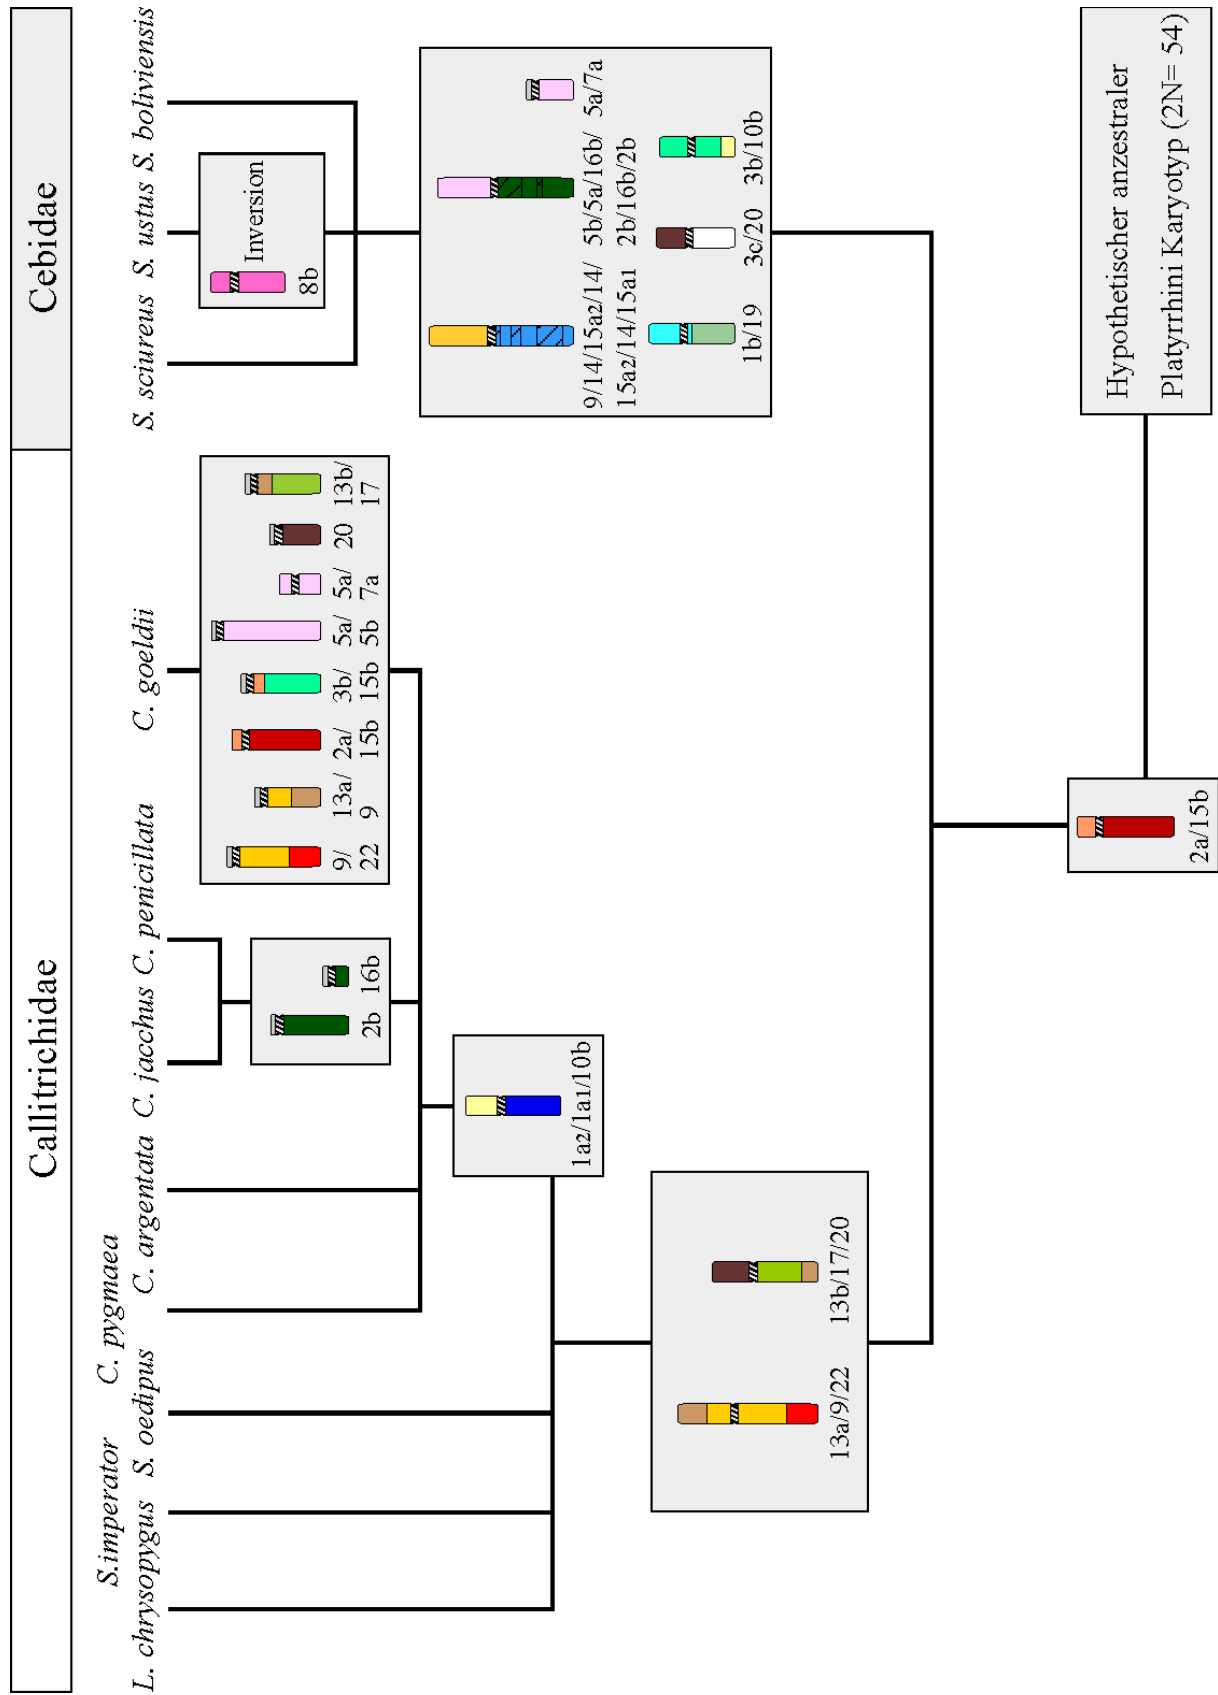 Callitrichidae
Cebidae
S.imperator
C. pygmaea
L. chrysopygus
S. oedipus
C. argentata
C. jacchus
C. penicillata
C. goeldii
S. sciureus
S. ustus
S. boliviensis
Inversion
8b
9/
22
13a/
9
2a/
15b
3b/
15b
5a/
5b
5a/
7a
20
13b/
17
2b
16b
9/14/15a2/14/
15a2/14/15a1
5b/5a/16b/
2b/16b/2b
5a/7a
1b/19
3c/20
3b/10b
1a2/1a1/10b
13a/9/22
13b/17/20
2a/15b
Hypothetischer anzestraler
Platyrrhini Karyotyp (2N= 54)